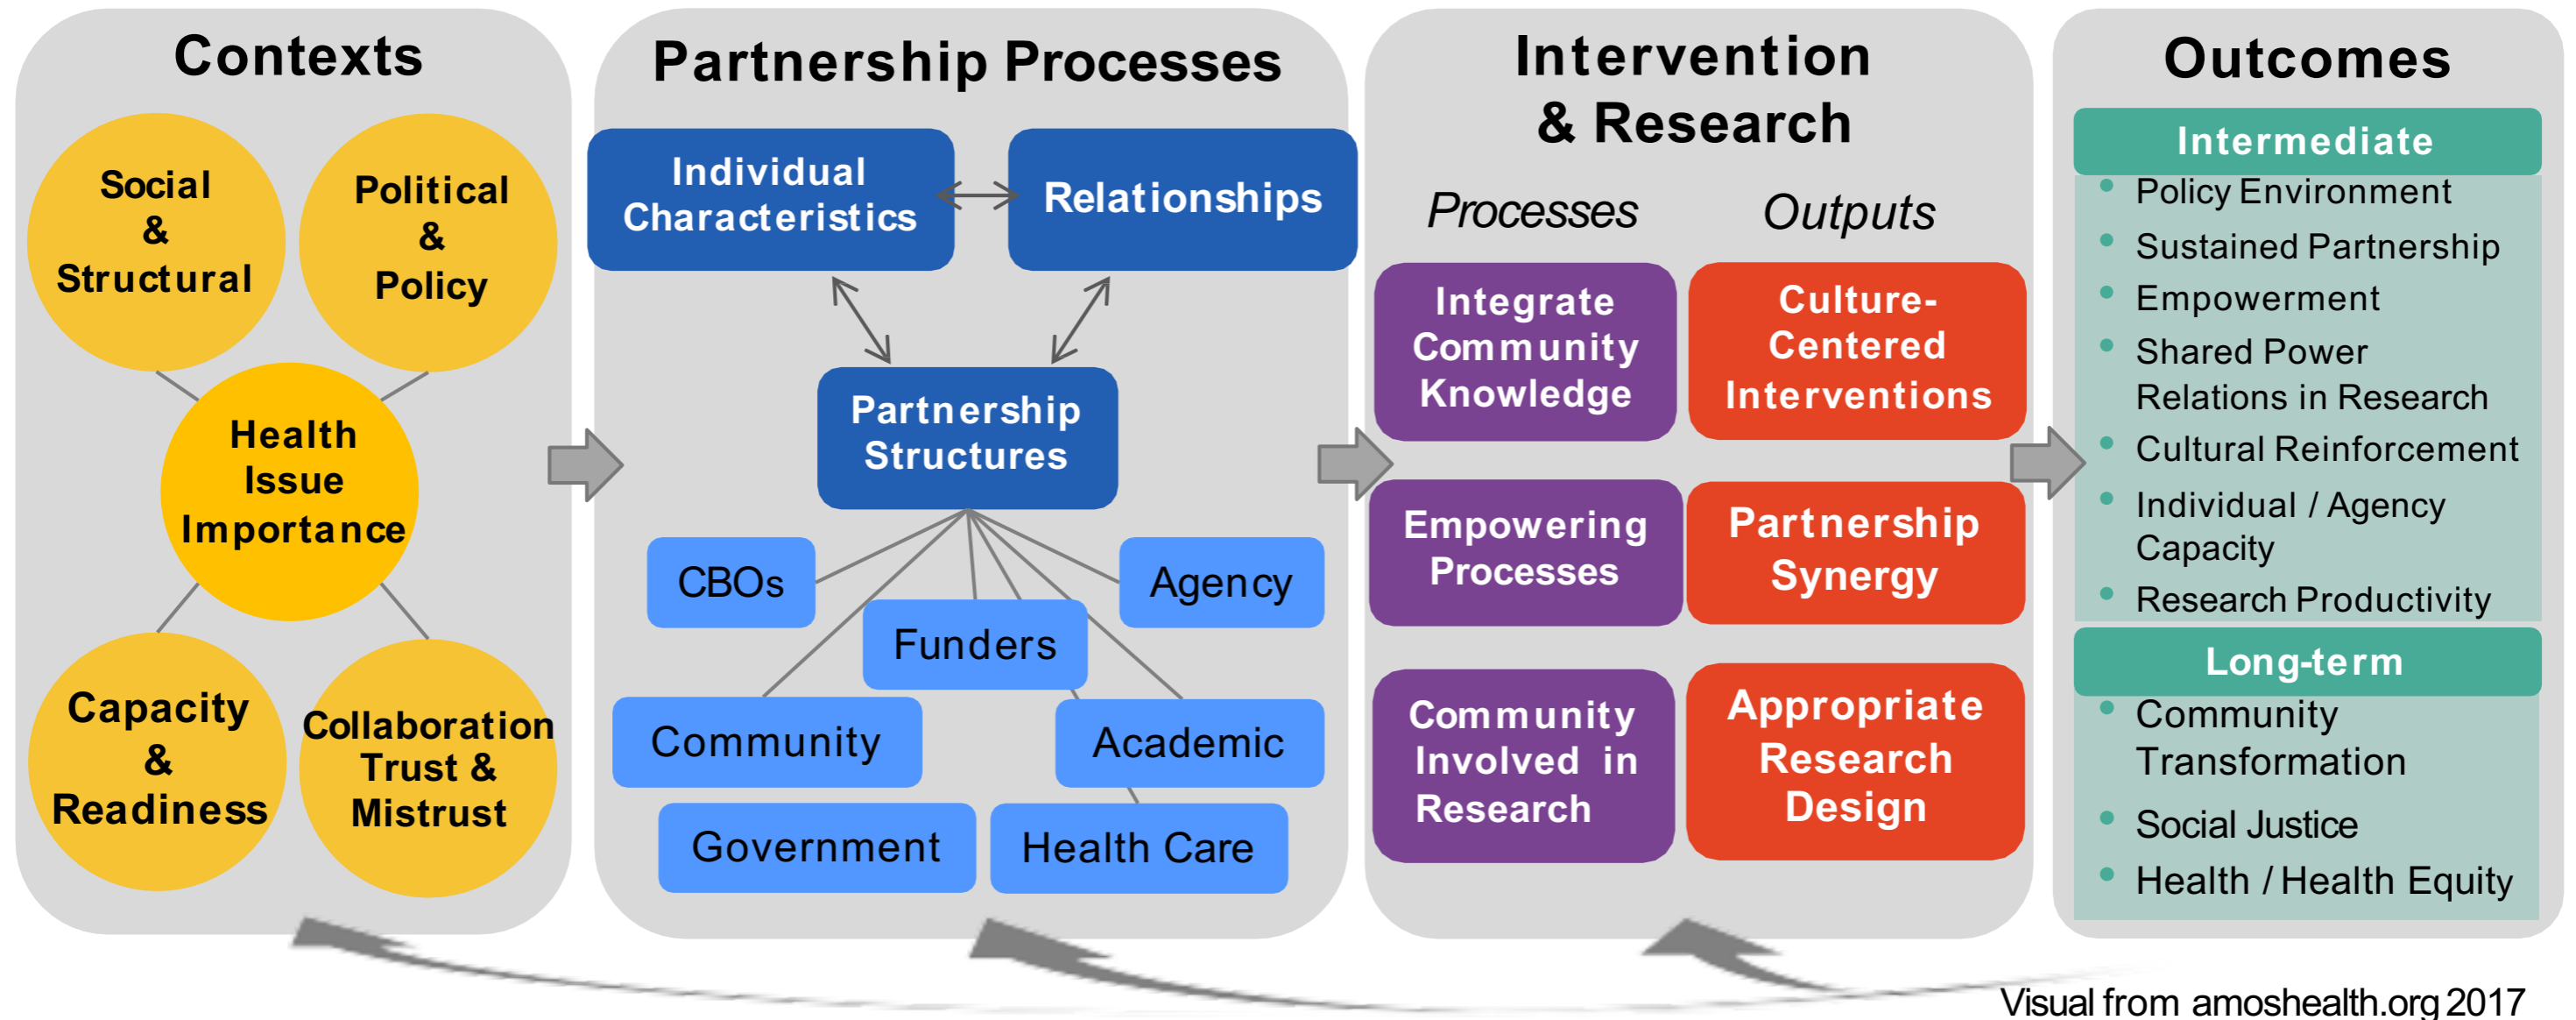 Contexts
Social
&
Structural
Political
&
Policy
Health
Issue
Importance
Capacity
&
Readiness
Collaboration
Trust &
Mistrust
Partnership Processes
Individual
Characteristics
Relationships
Partnership
Structures
CBOs
Agency
Funders
Community
Academic
Government
Health Care
Intervention
& Research
Processes
Outputs
Integrate
Community
Knowledge
Culture-
Centered
Interventions
Empowering
Processes
Partnership
Synergy
Community
Involved in
Research
Appropriate
Research
Design
Outcomes
Intermediate
• Policy Environment
• Sustained Partnership
• Empowerment
• Shared Power
Relations in Research
• Cultural Reinforcement
• Individual / Agency
Capacity
• Research Productivity
Long-term
• Community
Transformation
• Social Justice
• Health / Health Equity
Visual from amoshealth.org 2017